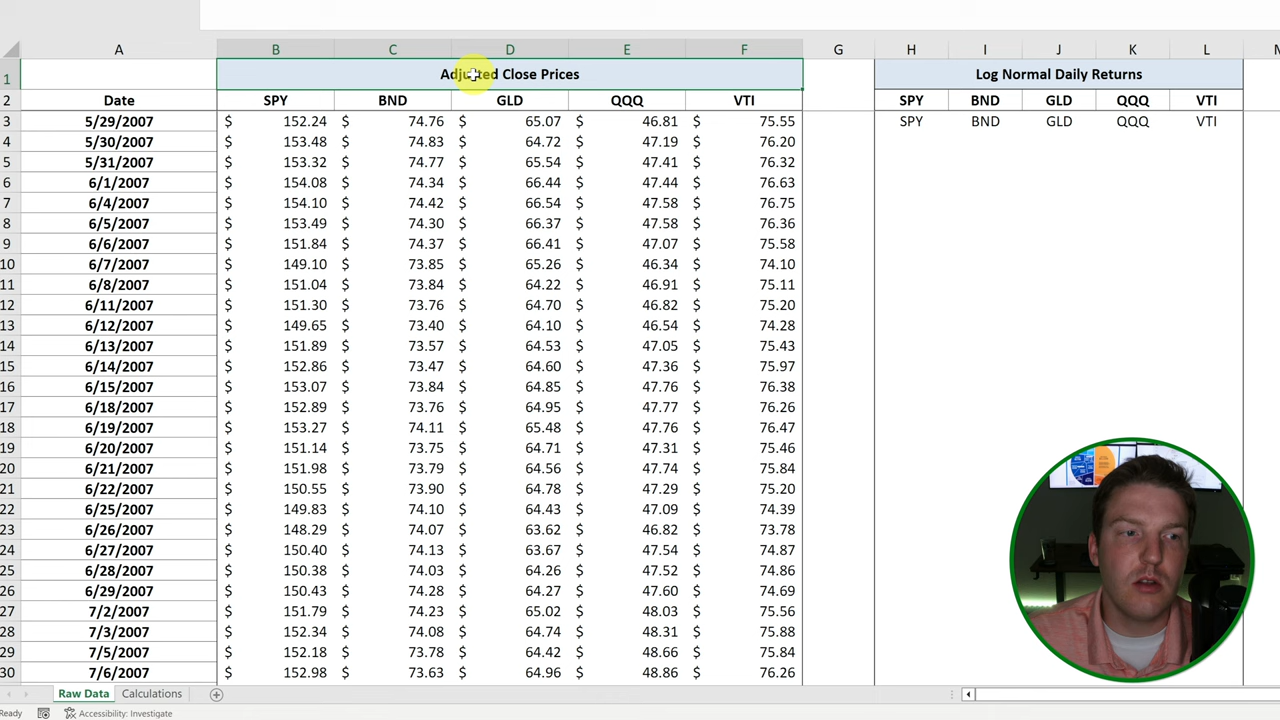 A B C D E F G H I J K L M
1 Adjusted Close Prices Log Normal Daily Returns
2 Date SPY BND GLD QQQ VTI SPY BND GLD QQQ VTI
3 5/29/2007 $ 152.24 $ 74.76 $ 65.07 $ 46.81 $ 75.55 SPY BND GLD QQQ VTI
4 5/30/2007 $ 153.48 $ 74.83 $ 64.72 $ 47.19 $ 76.20
5 5/31/2007 $ 153.32 $ 74.77 $ 65.54 $ 47.41 $ 76.32
6 6/1/2007 $ 154.08 $ 74.34 $ 66.44 $ 47.44 $ 76.63
7 6/4/2007 $ 154.10 $ 74.42 $ 66.54 $ 47.58 $ 76.75
8 6/5/2007 $ 153.49 $ 74.30 $ 66.37 $ 47.58 $ 76.36
9 6/6/2007 $ 151.84 $ 74.37 $ 66.41 $ 47.07 $ 75.58
10 6/7/2007 $ 149.10 $ 73.85 $ 65.26 $ 46.34 $ 74.10
11 6/8/2007 $ 151.04 $ 73.84 $ 64.22 $ 46.91 $ 75.11
12 6/11/2007 $ 151.30 $ 73.76 $ 64.70 $ 46.82 $ 75.20
13 6/12/2007 $ 149.65 $ 73.40 $ 64.10 $ 46.54 $ 74.28
14 6/13/2007 $ 151.89 $ 73.57 $ 64.53 $ 47.05 $ 75.43
15 6/14/2007 $ 152.86 $ 73.47 $ 64.60 $ 47.36 $ 75.97
16 6/15/2007 $ 153.07 $ 73.84 $ 64.85 $ 47.76 $ 76.38
17 6/18/2007 $ 152.89 $ 73.76 $ 64.95 $ 47.77 $ 76.26
18 6/19/2007 $ 153.27 $ 74.11 $ 65.48 $ 47.76 $ 76.47
19 6/20/2007 $ 151.14 $ 73.75 $ 64.71 $ 47.31 $ 75.46
20 6/21/2007 $ 151.98 $ 73.79 $ 64.56 $ 47.74 $ 75.84
21 6/22/2007 $ 150.55 $ 73.90 $ 64.78 $ 47.29 $ 75.20
22 6/25/2007 $ 149.83 $ 74.10 $ 64.43 $ 47.09 $ 74.39
23 6/26/2007 $ 148.29 $ 74.07 $ 63.62 $ 46.82 $ 73.78
24 6/27/2007 $ 150.40 $ 74.13 $ 63.67 $ 47.54 $ 74.87
25 6/28/2007 $ 150.38 $ 74.03 $ 64.26 $ 47.52 $ 74.86
26 6/29/2007 $ 150.43 $ 74.28 $ 64.27 $ 47.60 $ 74.69
27 7/2/2007 $ 151.79 $ 74.23 $ 65.02 $ 48.03 $ 75.56
28 7/3/2007 $ 152.34 $ 74.08 $ 64.74 $ 48.31 $ 75.88
29 7/5/2007 $ 152.18 $ 73.78 $ 64.42 $ 48.66 $ 75.84
30 7/6/2007 $ 152.98 $ 73.63 $ 64.96 $ 48.86 $ 76.26
Raw Data Calculations
Ready Accessibility: Investigate